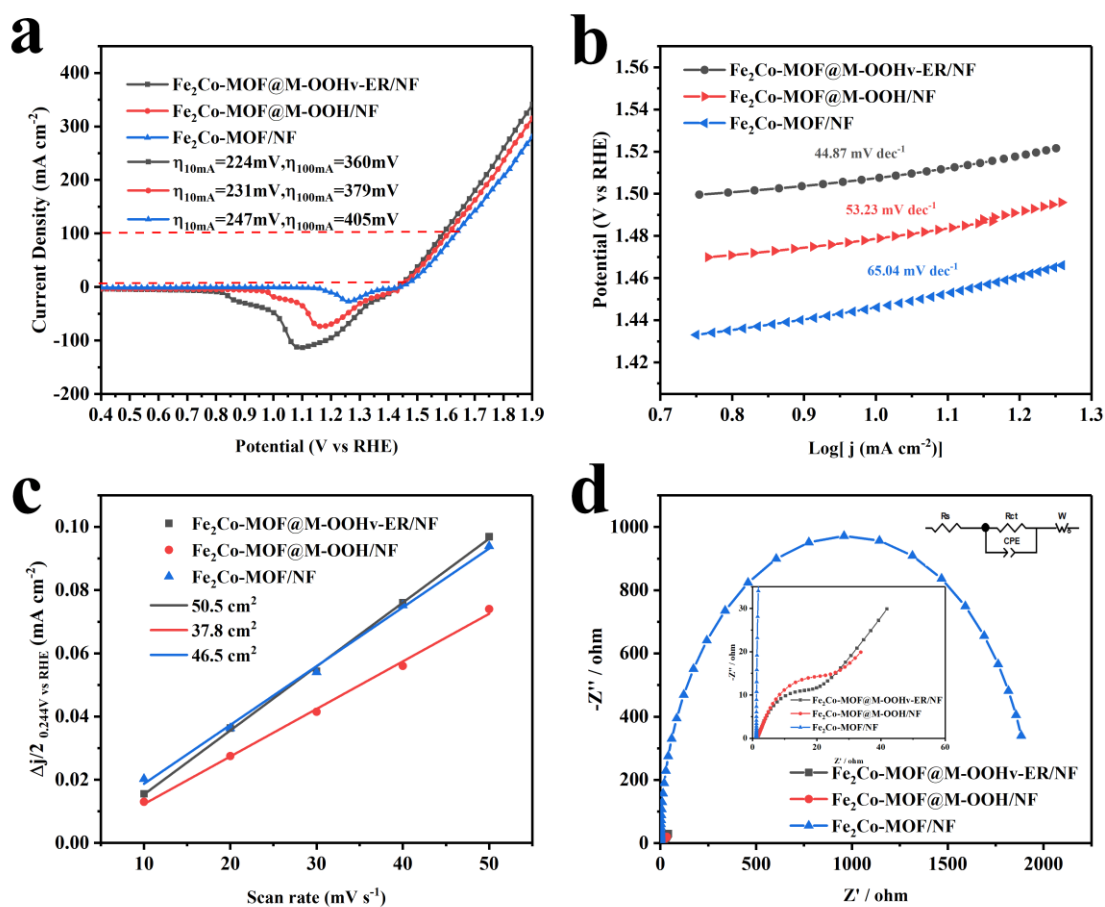 a
400
300
200
100
0
-100
-200
Current Density (mA cm⁻²)
Fe₂Co-MOF@M-OOHv-ER/NF
Fe₂Co-MOF@M-OOH/NF
Fe₂Co-MOF/NF
η₁₀mA=224mV,η₁₀₀mA=360mV
η₁₀mA=231mV,η₁₀₀mA=379mV
η₁₀mA=247mV,η₁₀₀mA=405mV
0.4 0.5 0.6 0.7 0.8 0.9 1.0 1.1 1.2 1.3 1.4 1.5 1.6 1.7 1.8 1.9
Potential (V vs RHE)
b
1.56
1.54
1.52
1.50
1.48
1.46
1.44
1.42
Potential (V vs RHE)
Fe₂Co-MOF@M-OOHv-ER/NF
Fe₂Co-MOF@M-OOH/NF
Fe₂Co-MOF/NF
44.87 mV dec⁻¹
53.23 mV dec⁻¹
65.04 mV dec⁻¹
0.7 0.8 0.9 1.0 1.1 1.2 1.3
Log[ j (mA cm⁻²)]
c
0.10
0.08
0.06
0.04
0.02
0.00
Δj/2 0.244V vs RHE (mA cm⁻²)
Fe₂Co-MOF@M-OOHv-ER/NF
Fe₂Co-MOF@M-OOH/NF
Fe₂Co-MOF/NF
50.5 cm²
37.8 cm²
46.5 cm²
10 20 30 40 50
Scan rate (mV s⁻¹)
d
1000
800
600
400
200
0
-Z'' / ohm
Rs Rct W
CPE
s
30
20
10
0
-Z'' / ohm
Fe₂Co-MOF@M-OOHv-ER/NF
Fe₂Co-MOF@M-OOH/NF
Fe₂Co-MOF/NF
0 20 40 60
Z' / ohm
Fe₂Co-MOF@M-OOHv-ER/NF
Fe₂Co-MOF@M-OOH/NF
Fe₂Co-MOF/NF
0 500 1000 1500 2000
Z' / ohm